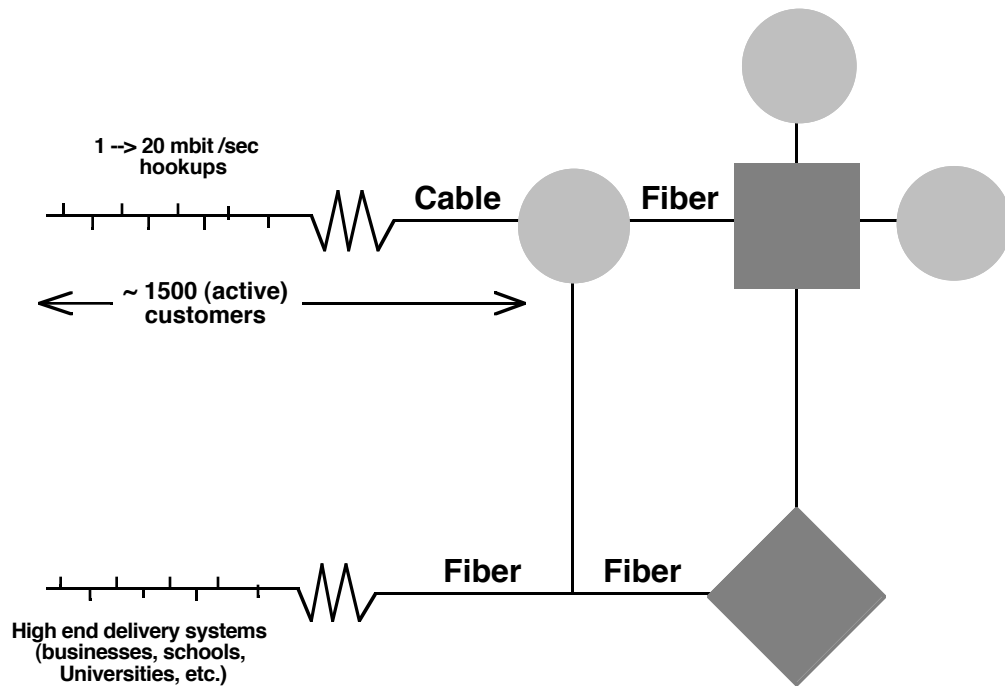 1 --> 20 mbit /sec
hookups
Cable
Fiber
~ 1500 (active)
customers
Fiber
Fiber
High end delivery systems
(businesses, schools,
Universities, etc.)